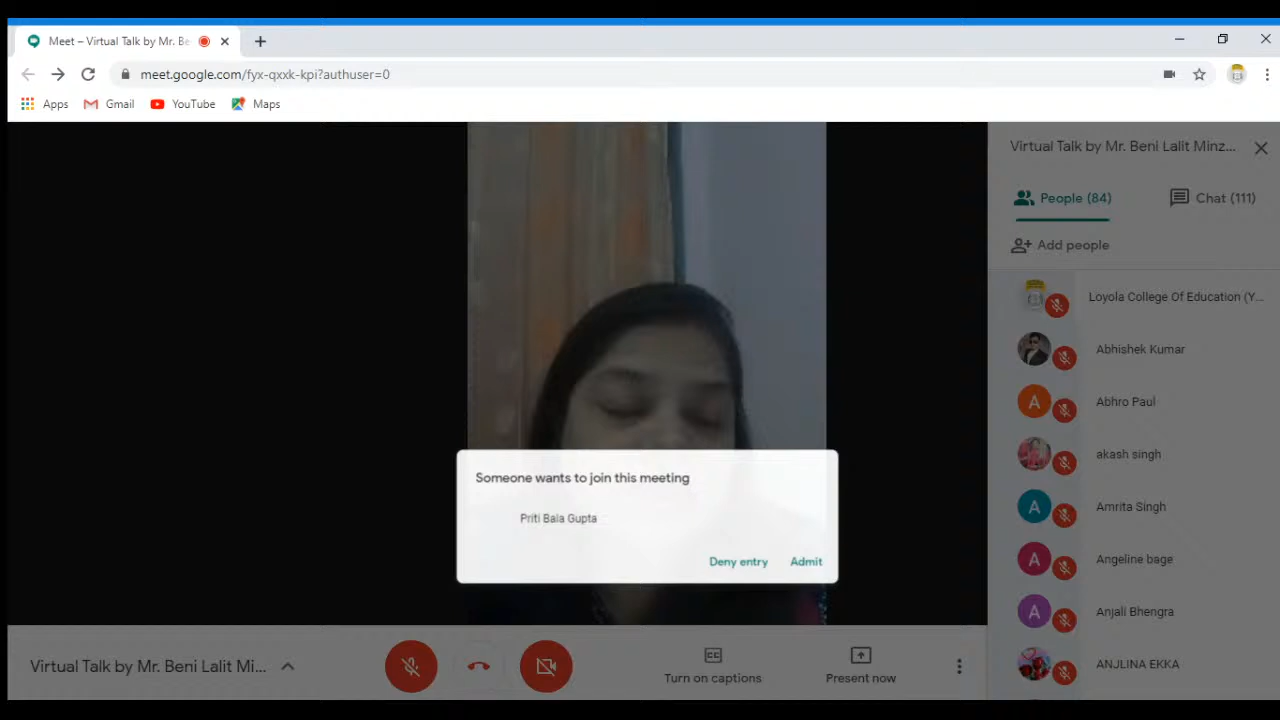 Meet – Virtual Talk by Mr. Be
meet.google.com/fyx-qxxk-kpi?authuser=0
Apps Gmail YouTube Maps
Virtual Talk by Mr. Beni Lalit Minz...
People (84) Chat (111)
Add people
Loyola College Of Education (Y...
Abhishek Kumar
A Abhro Paul
akash singh
A Amrita Singh
A Angeline bage
A Anjali Bhengra
ANJLINA EKKA
Someone wants to join this meeting
Priti Bala Gupta
Deny entry Admit
Virtual Talk by Mr. Beni Lalit Mi...
CC
Turn on captions Present now